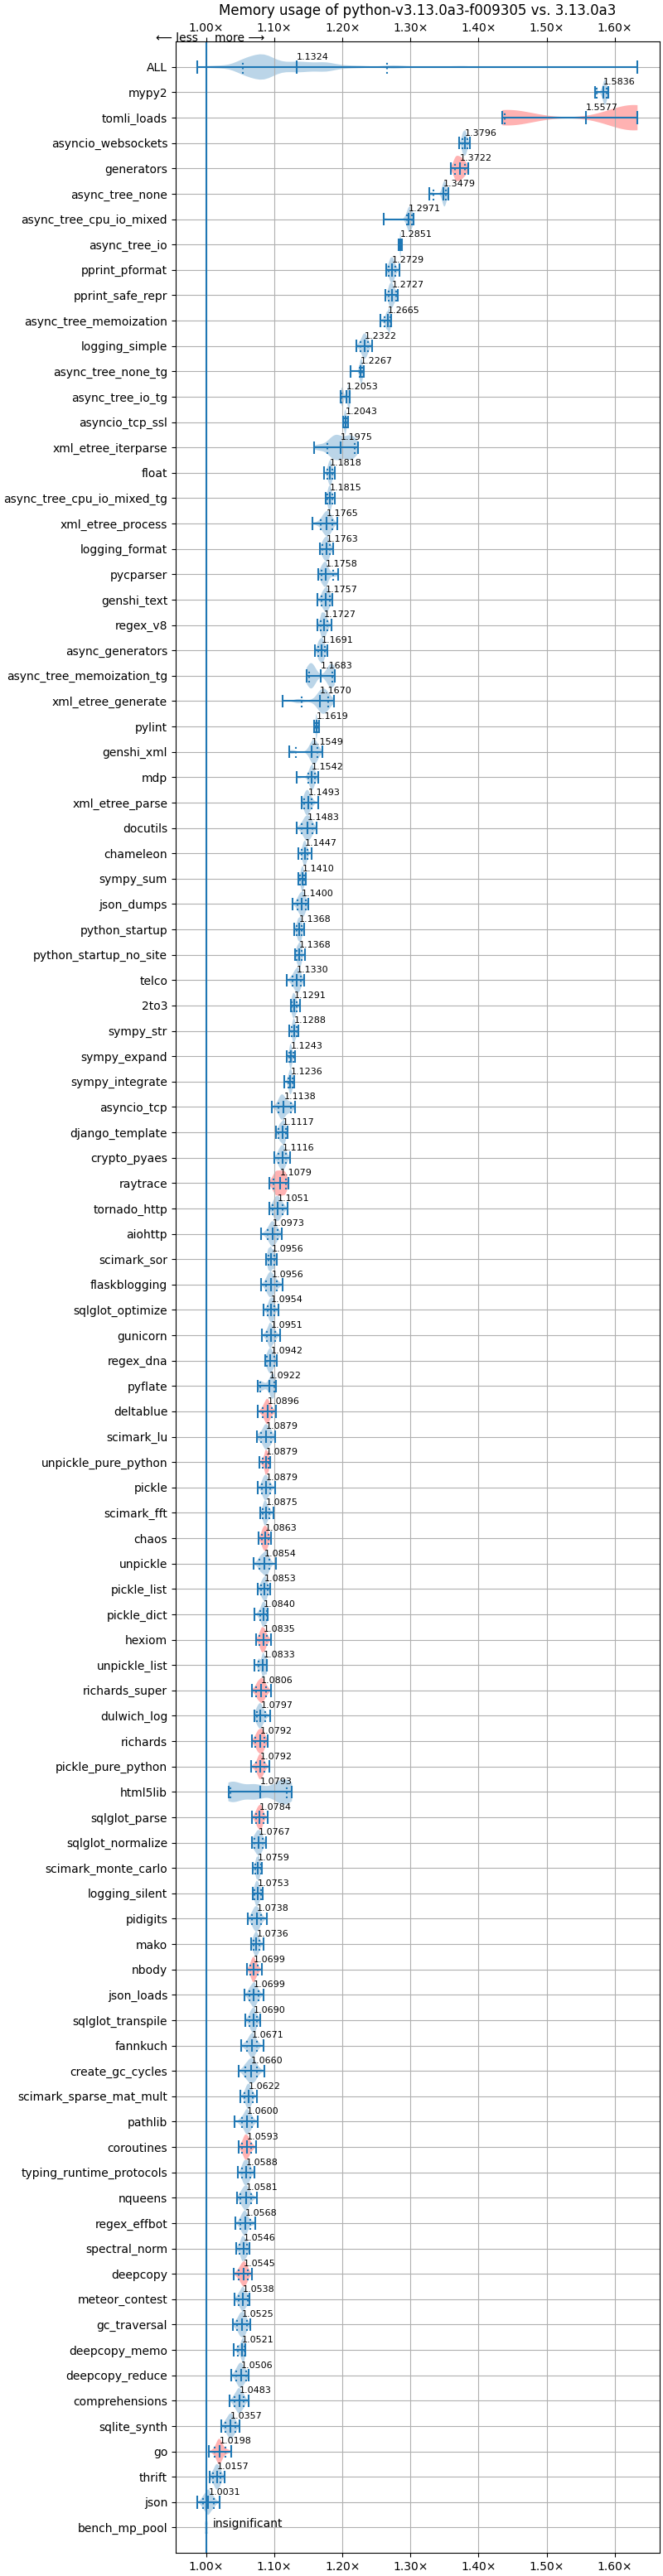 Memory usage of python-v3.13.0a3-f009305 vs. 3.13.0a3
1.00× 1.10× 1.20× 1.30× 1.40× 1.50× 1.60×
⟵ less more ⟶
ALL 1.1324
mypy2 1.5836
tomli_loads 1.5577
asyncio_websockets 1.3796
generators 1.3722
async_tree_none 1.3479
async_tree_cpu_io_mixed 1.2971
async_tree_io 1.2851
pprint_pformat 1.2729
pprint_safe_repr 1.2727
async_tree_memoization 1.2665
logging_simple 1.2322
async_tree_none_tg 1.2267
async_tree_io_tg 1.2053
asyncio_tcp_ssl 1.2043
xml_etree_iterparse 1.1975
float 1.1818
async_tree_cpu_io_mixed_tg 1.1815
xml_etree_process 1.1765
logging_format 1.1763
pycparser 1.1758
genshi_text 1.1757
regex_v8 1.1727
async_generators 1.1691
async_tree_memoization_tg 1.1683
xml_etree_generate 1.1670
pylint 1.1619
genshi_xml 1.1549
mdp 1.1542
xml_etree_parse 1.1493
docutils 1.1483
chameleon 1.1447
sympy_sum 1.1410
json_dumps 1.1400
python_startup 1.1368
python_startup_no_site 1.1368
telco 1.1330
2to3 1.1291
sympy_str 1.1288
sympy_expand 1.1243
sympy_integrate 1.1236
asyncio_tcp 1.1138
django_template 1.1117
crypto_pyaes 1.1116
raytrace 1.1079
tornado_http 1.1051
aiohttp 1.0973
scimark_sor 1.0956
flaskblogging 1.0956
sqlglot_optimize 1.0954
gunicorn 1.0951
regex_dna 1.0942
pyflate 1.0922
deltablue 1.0896
scimark_lu 1.0879
unpickle_pure_python 1.0879
pickle 1.0879
scimark_fft 1.0875
chaos 1.0863
unpickle 1.0854
pickle_list 1.0853
pickle_dict 1.0840
hexiom 1.0835
unpickle_list 1.0833
richards_super 1.0806
dulwich_log 1.0797
richards 1.0792
pickle_pure_python 1.0792
html5lib 1.0793
sqlglot_parse 1.0784
sqlglot_normalize 1.0767
scimark_monte_carlo 1.0759
logging_silent 1.0753
pidigits 1.0738
mako 1.0736
nbody 1.0699
json_loads 1.0699
sqlglot_transpile 1.0690
fannkuch 1.0671
create_gc_cycles 1.0660
scimark_sparse_mat_mult 1.0622
pathlib 1.0600
coroutines 1.0593
typing_runtime_protocols 1.0588
nqueens 1.0581
regex_effbot 1.0568
spectral_norm 1.0546
deepcopy 1.0545
meteor_contest 1.0538
gc_traversal 1.0525
deepcopy_memo 1.0521
deepcopy_reduce 1.0506
comprehensions 1.0483
sqlite_synth 1.0357
go 1.0198
thrift 1.0157
json 1.0031
bench_mp_pool insignificant
1.00× 1.10× 1.20× 1.30× 1.40× 1.50× 1.60×